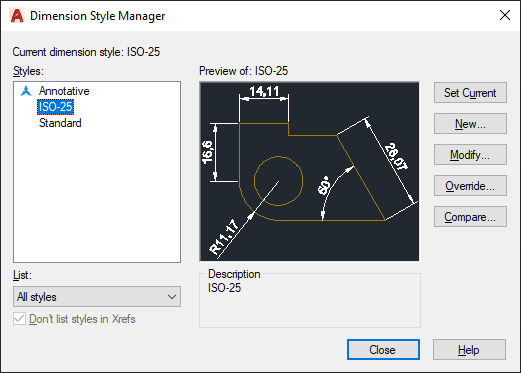 Dimension Style Manager
Current dimension style: ISO-25
Styles:
Annotative
ISO-25
Standard
Preview of: ISO-25
14,11
16,6
28,07
60°
R11,17
Set Current
New...
Modify...
Override...
Compare...
List:
All styles
Don't list styles in Xrefs
Description
ISO-25
Close
Help